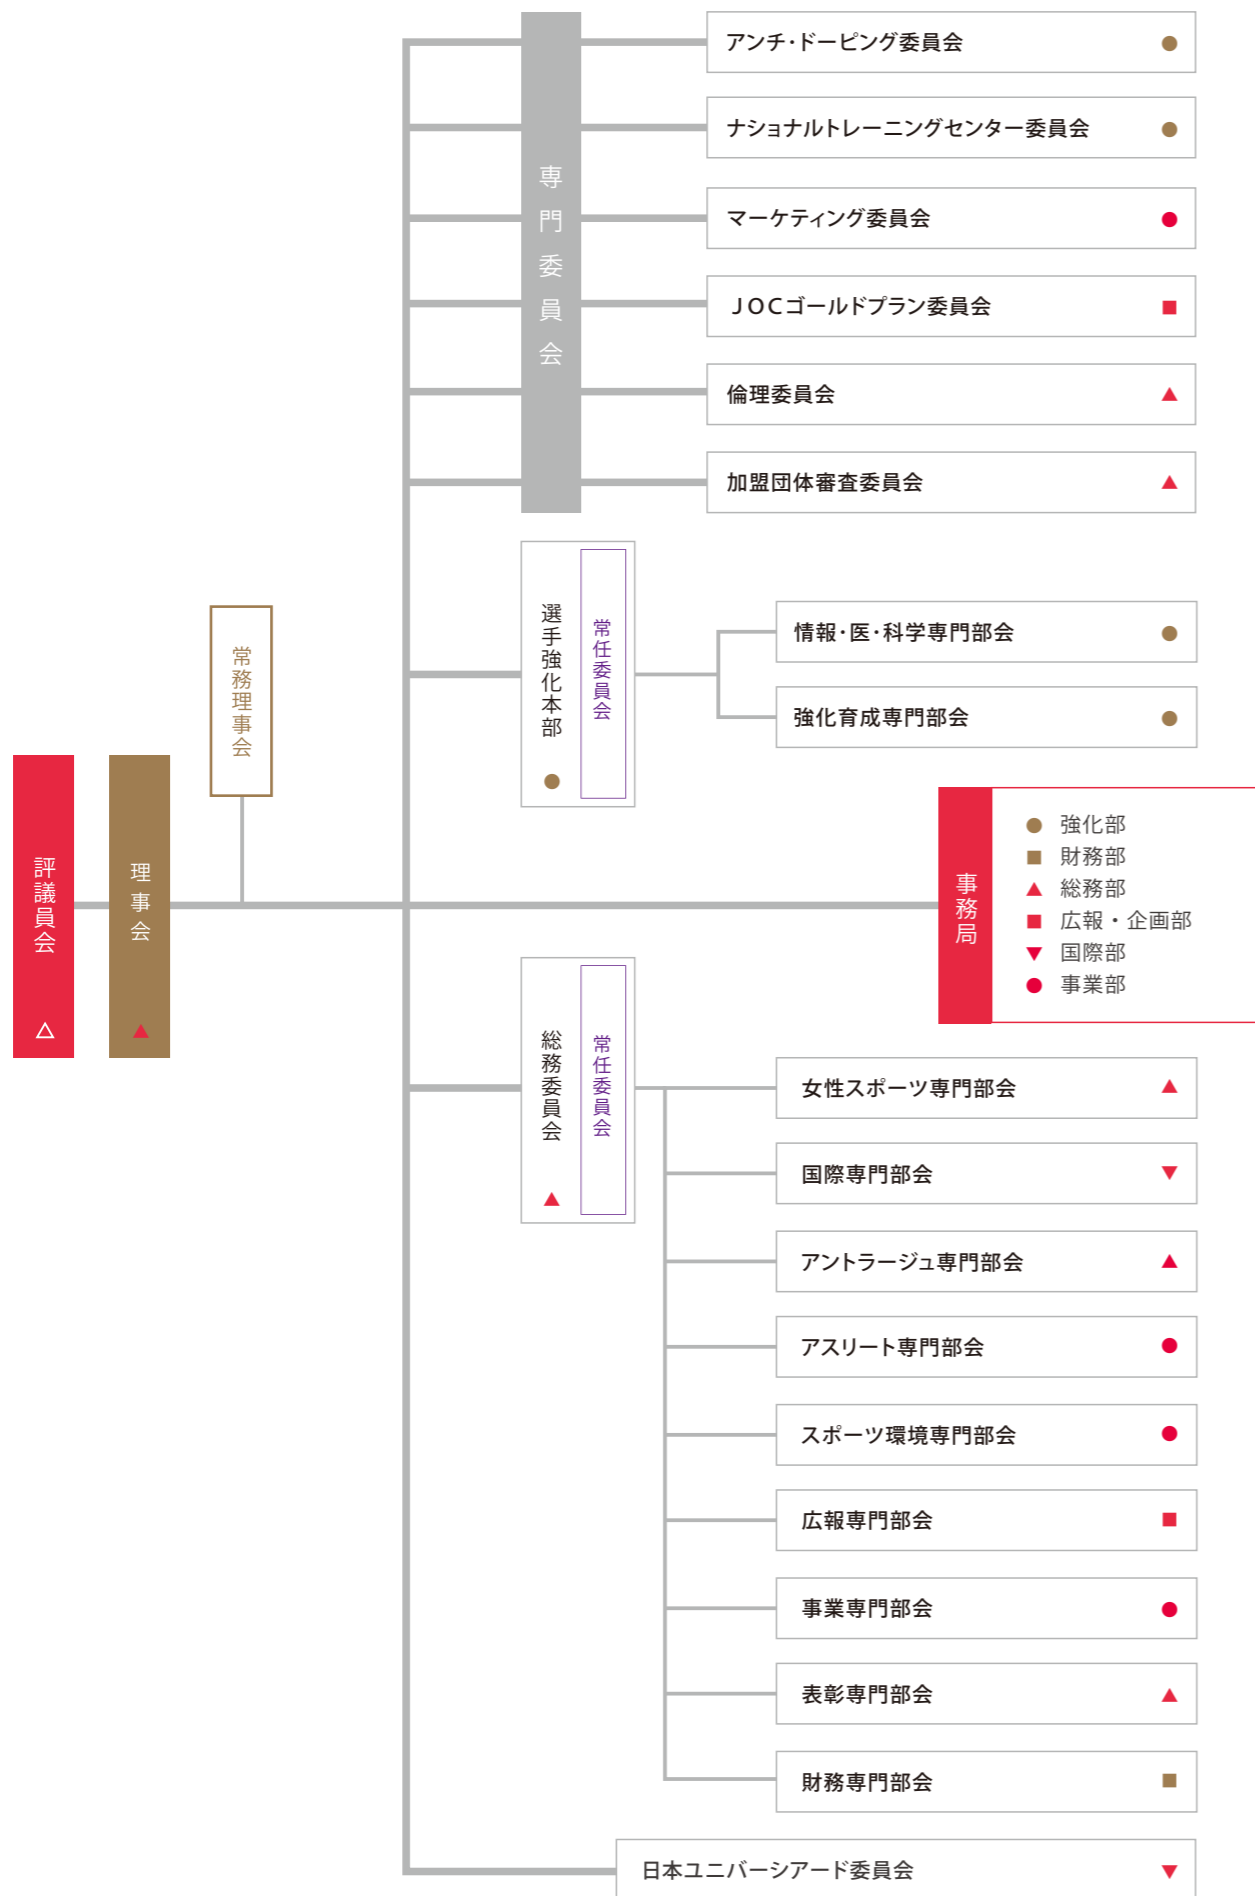 アンチ・ドーピング委員会
ナショナルトレーニングセンター委員会
マーケティング委員会
JOCゴールドプラン委員会
倫理委員会
加盟団体審査委員会
専門委員会
選手強化本部
常任委員会
情報・医・科学専門部会
強化育成専門部会
常務理事会
評議員会
理事会
事務局
強化部
財務部
総務部
広報・企画部
国際部
事業部
総務委員会
常任委員会
女性スポーツ専門部会
国際専門部会
アントラージュ専門部会
アスリート専門部会
スポーツ環境専門部会
広報専門部会
事業専門部会
表彰専門部会
財務専門部会
日本ユニバーシアード委員会